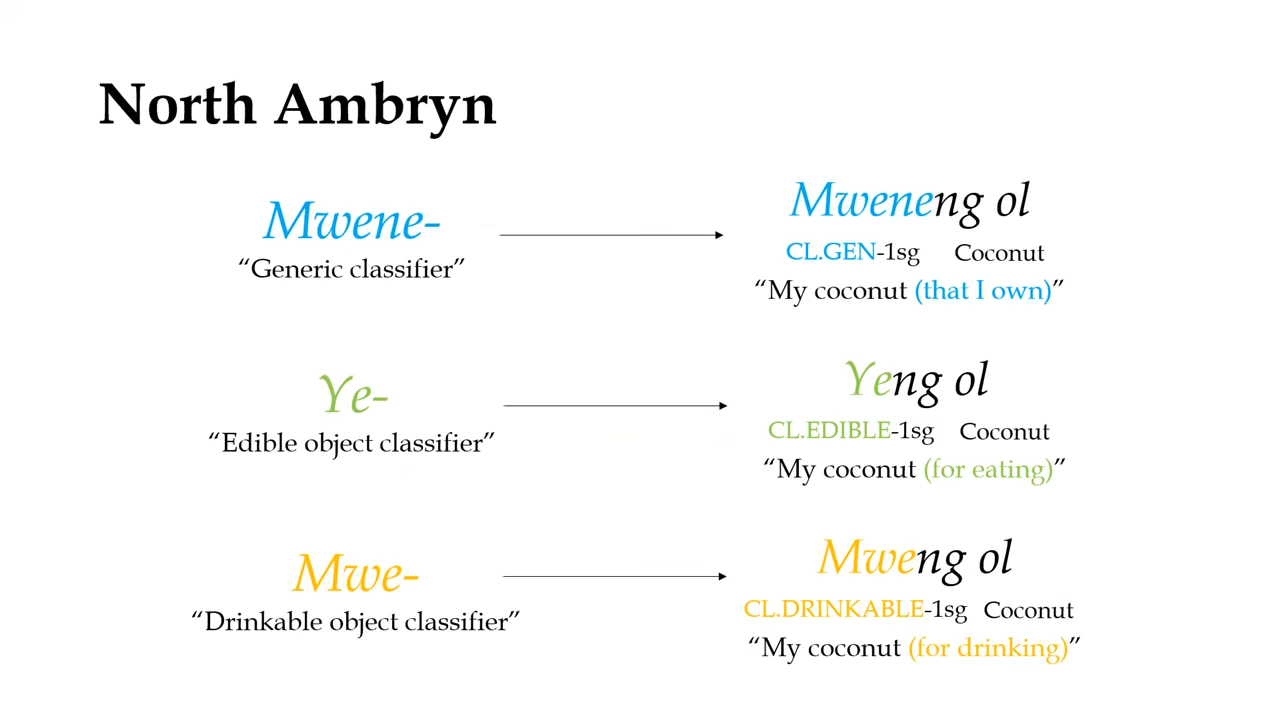 North Ambryn
Mwene-
“Generic classifier”
Mweneng ol
CL.GEN-1sg Coconut
“My coconut (that I own)”
Ye-
“Edible object classifier”
Yeng ol
CL.EDIBLE-1sg Coconut
“My coconut (for eating)”
Mwe-
“Drinkable object classifier”
Mweng ol
CL.DRINKABLE-1sg Coconut
“My coconut (for drinking)”